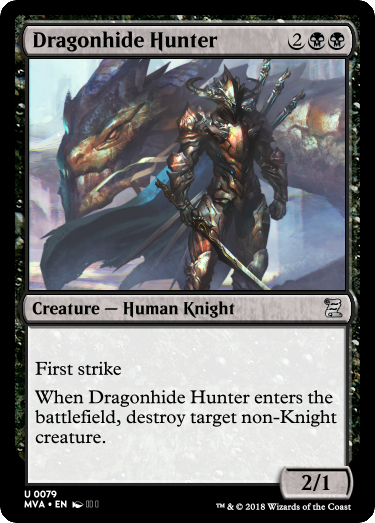 Dragonhide Hunter 2
Creature — Human Knight
First strike
When Dragonhide Hunter enters the
battlefield, destroy target non-Knight
creature.
2/1
U 0079
MVA • EN
™ & © 2018 Wizards of the Coast